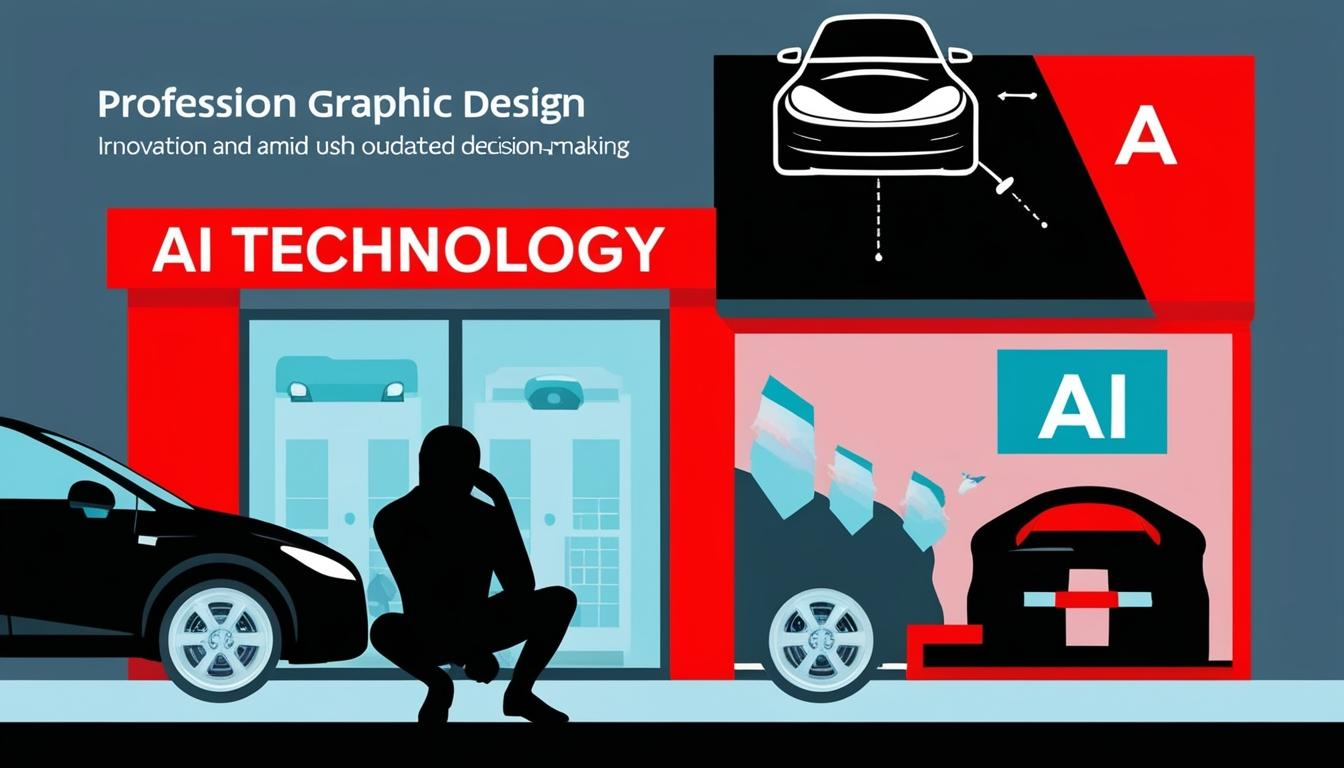 Profession Graphic Design
Irnovation and amid ush oudated decision-making
AI TECHNOLOGY
A
AI